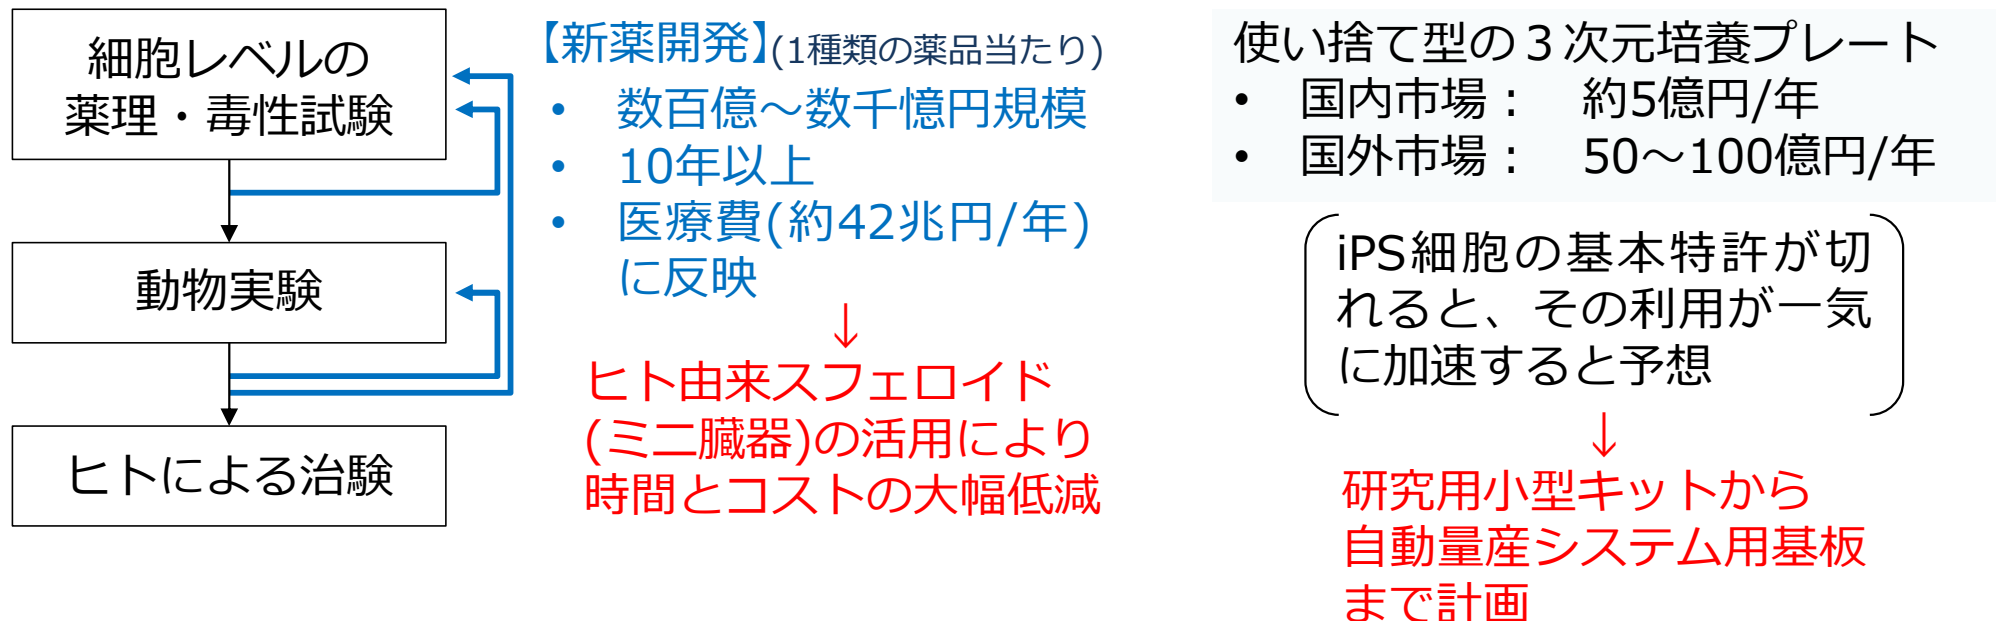 細胞レベルの
薬理・毒性試験
動物実験
ヒトによる治験
【新薬開発】(1種類の薬品当たり)
• 数百億～数千憶円規模
• 10年以上
• 医療費(約42兆円/年)
に反映
↓
ヒト由来スフェロイド
(ミニ臓器)の活用により
時間とコストの大幅低減
使い捨て型の３次元培養プレート
• 国内市場： 約5億円/年
• 国外市場： 50～100億円/年
iPS細胞の基本特許が切
れると、その利用が一気
に加速すると予想
↓
研究用小型キットから
自動量産システム用基板
まで計画